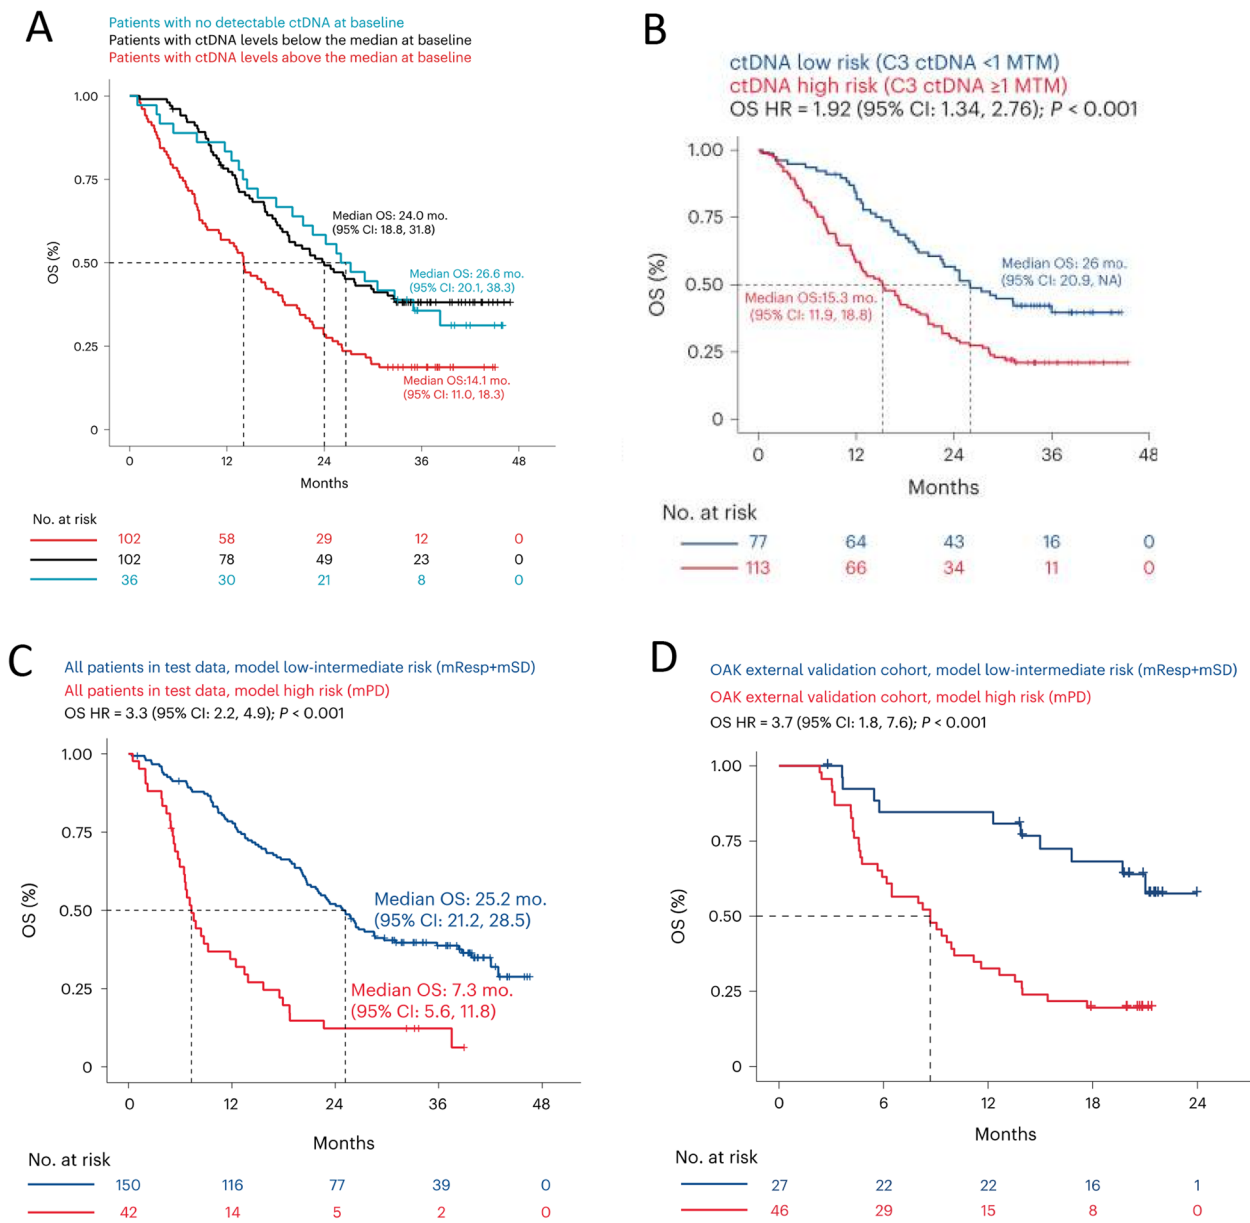 A
Patients with no detectable ctDNA at baseline
Patients with ctDNA levels below the median at baseline
Patients with ctDNA levels above the median at baseline
1.00
0.75
0.50
0.25
0
OS (%)
Median OS: 24.0 mo.
(95% CI: 18.8, 31.8)
Median OS: 26.6 mo.
(95% CI: 20.1, 38.3)
Median OS:14.1 mo.
(95% CI: 11.0, 18.3)
0 12 24 36 48
Months
No. at risk
102 58 29 12 0
102 78 49 23 0
36 30 21 8 0
B
ctDNA low risk (C3 ctDNA <1 MTM)
ctDNA high risk (C3 ctDNA ≥1 MTM)
OS HR = 1.92 (95% CI: 1.34, 2.76); P < 0.001
1.00
0.75
0.50
0.25
0
OS (%)
Median OS: 26 mo.
(95% CI: 20.9, NA)
Median OS:15.3 mo.
(95% CI: 11.9, 18.8)
0 12 24 36 48
Months
No. at risk
77 64 43 16 0
113 66 34 11 0
C
All patients in test data, model low-intermediate risk (mResp+mSD)
All patients in test data, model high risk (mPD)
OS HR = 3.3 (95% CI: 2.2, 4.9); P < 0.001
1.00
0.75
0.50
0.25
0
OS (%)
Median OS: 25.2 mo.
(95% CI: 21.2, 28.5)
Median OS: 7.3 mo.
(95% CI: 5.6, 11.8)
0 12 24 36 48
Months
No. at risk
150 116 77 39 0
42 14 5 2 0
D
OAK external validation cohort, model low-intermediate risk (mResp+mSD)
OAK external validation cohort, model high risk (mPD)
OS HR = 3.7 (95% CI: 1.8, 7.6); P < 0.001
1.00
0.75
0.50
0.25
0
OS (%)
0 6 12 18 24
Months
No. at risk
27 22 22 16 1
46 29 15 8 0